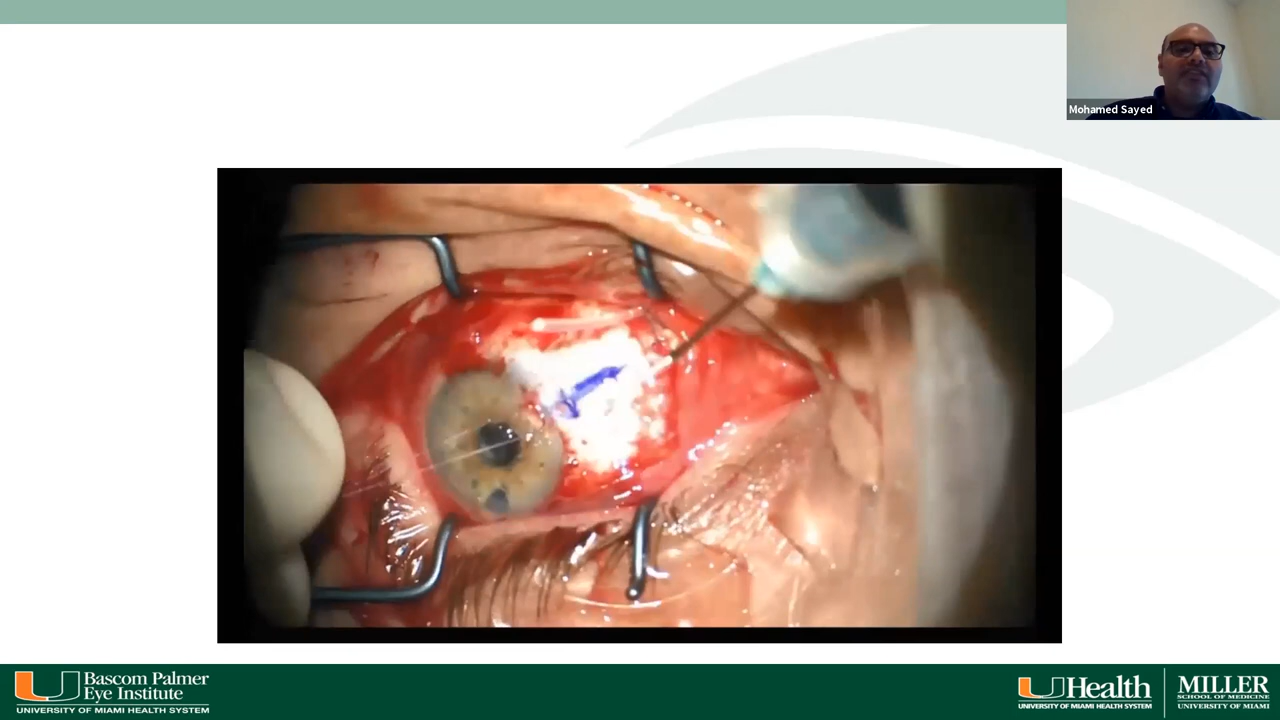 Mohamed Sayed
Bascom Palmer
Eye Institute
UNIVERSITY OF MIAMI HEALTH SYSTEM
UHealth
UNIVERSITY OF MIAMI HEALTH SYSTEM
MILLER
SCHOOL OF MEDICINE
UNIVERSITY OF MIAMI